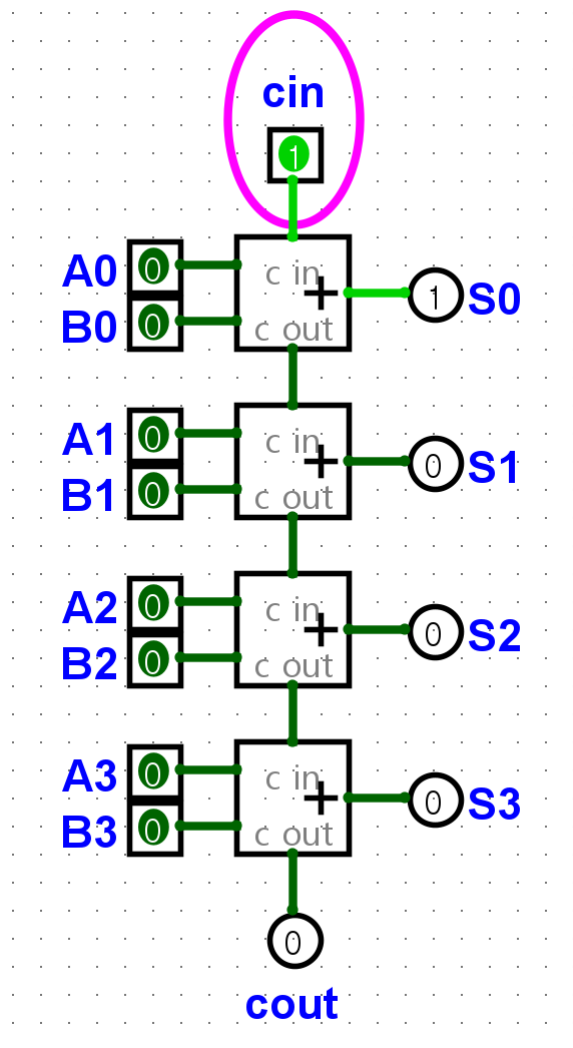 cin
1
A0 0 c in 1 S0
B0 0 c out
A1 0 c in 0 S1
B1 0 c out
A2 0 c in 0 S2
B2 0 c out
A3 0 c in 0 S3
B3 0 c out
0
cout